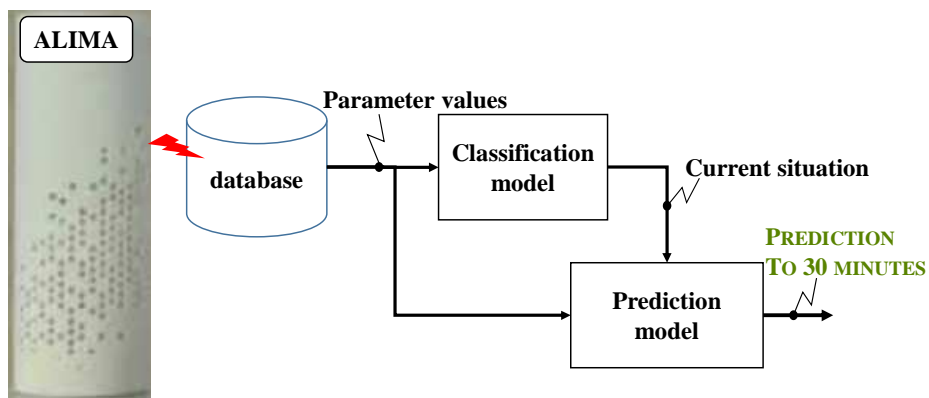 ALIMA
Parameter values
database
Classification
model
Current situation
PREDICTION
TO 30 MINUTES
Prediction
model